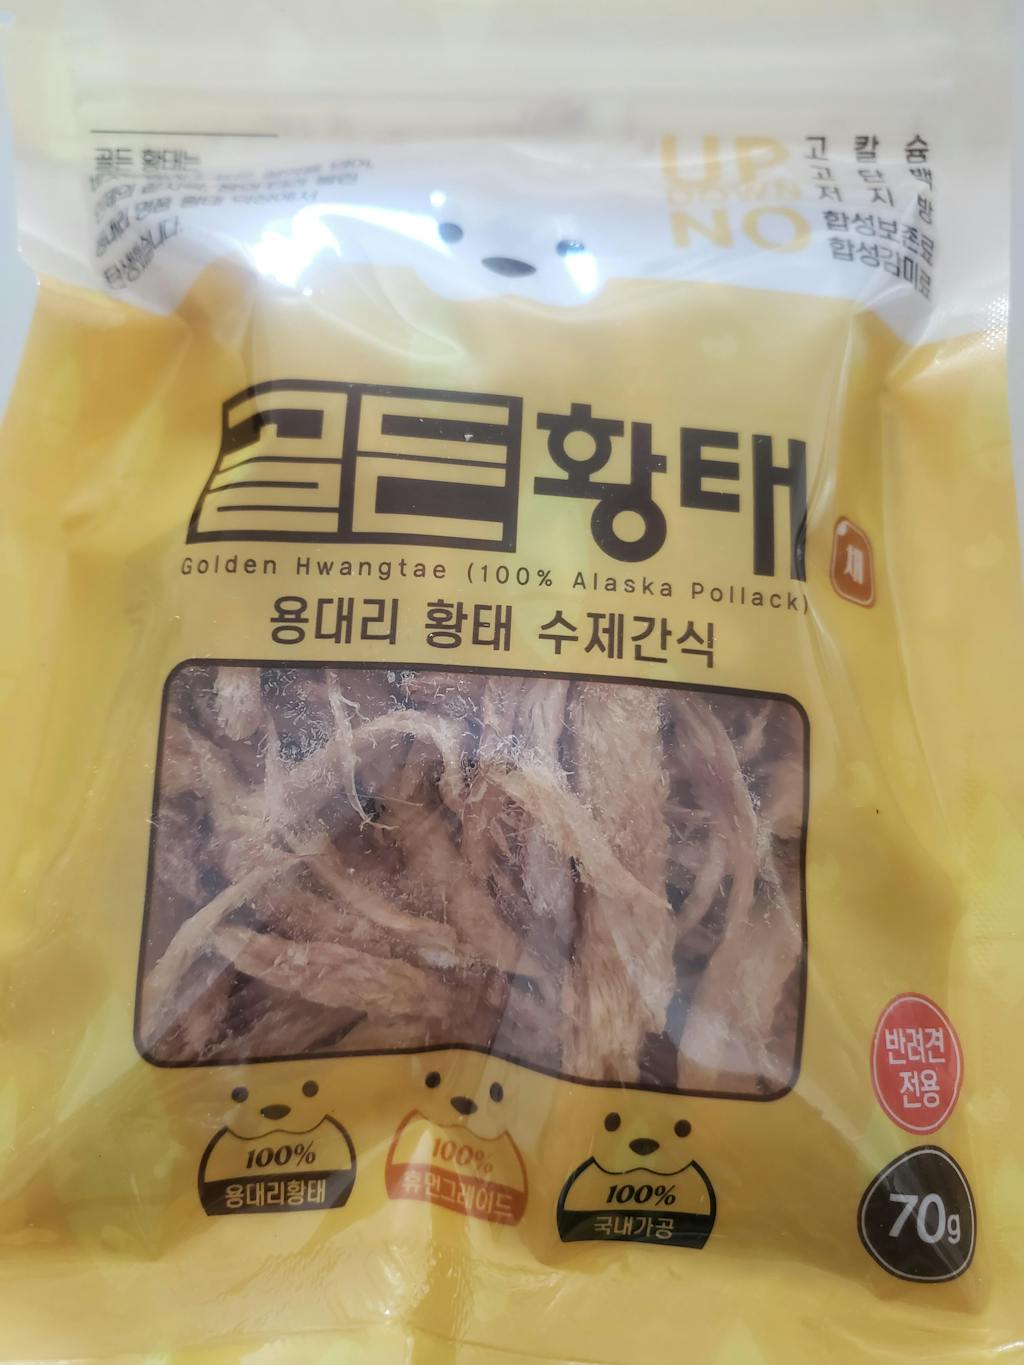 골든 황태는
탄생했습니다.
UP 고칼슘
고단백
DOWN 저지방
NO 합성보존료
합성감미료
골드황태
채
Golden Hwangtae (100% Alaska Pollack)
용대리 황태 수제간식
반려견
전용
100%
용대리황태
100%
휴먼그레이드
100%
국내가공
70g